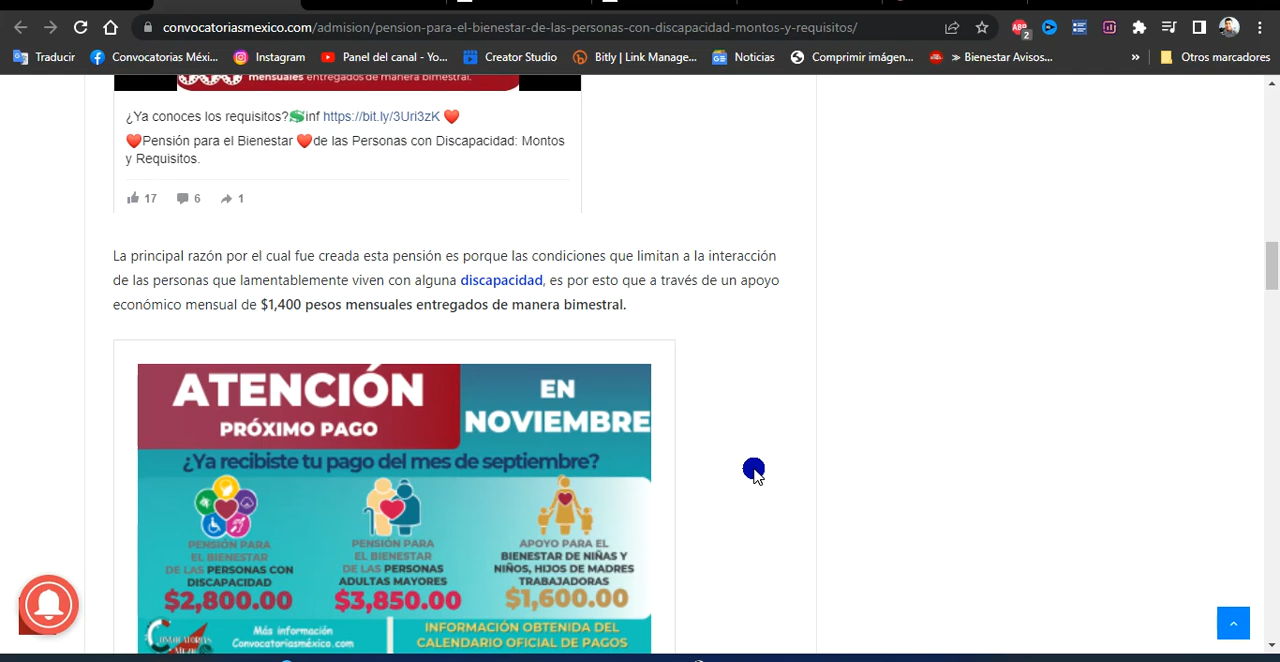 convocatoriasmexico.com/admision/pension-para-el-bienestar-de-las-personas-con-discapacidad-montos-y-requisitos/
ABP
2
Traducir
Convocatorias Méxi...
Instagram
Panel del canal - Yo...
Creator Studio
Bitly | Link Manage...
Noticias
Comprimir imágen...
> Bienestar Avisos...
»
Otros marcadores
mensuales entregados de manera bimestral.
¿Ya conoces los requisitos? inf https://bit.ly/3Uri3zK
Pensión para el Bienestar de las Personas con Discapacidad: Montos
y Requisitos.
17 6 1
La principal razón por el cual fue creada esta pensión es porque las condiciones que limitan a la interacción
de las personas que lamentablemente viven con alguna discapacidad, es por esto que a través de un apoyo
económico mensual de $1,400 pesos mensuales entregados de manera bimestral.
ATENCIÓN
PRÓXIMO PAGO
EN
NOVIEMBRE
¿Ya recibiste tu pago del mes de septiembre?
PENSIÓN PARA
EL BIENESTAR
DE LAS PERSONAS CON
DISCAPACIDAD
$2,800.00
PENSIÓN PARA
EL BIENESTAR
DE LAS PERSONAS
ADULTAS MAYORES
$3,850.00
APOYO PARA EL
BIENESTAR DE NIÑAS Y
NIÑOS, HIJOS DE MADRES
TRABAJADORAS
$1,600.00
CONVOCATORIAS
Más información
Convocatoriasméxico.com
INFORMACIÓN OBTENIDA DEL
CALENDARIO OFICIAL DE PAGOS